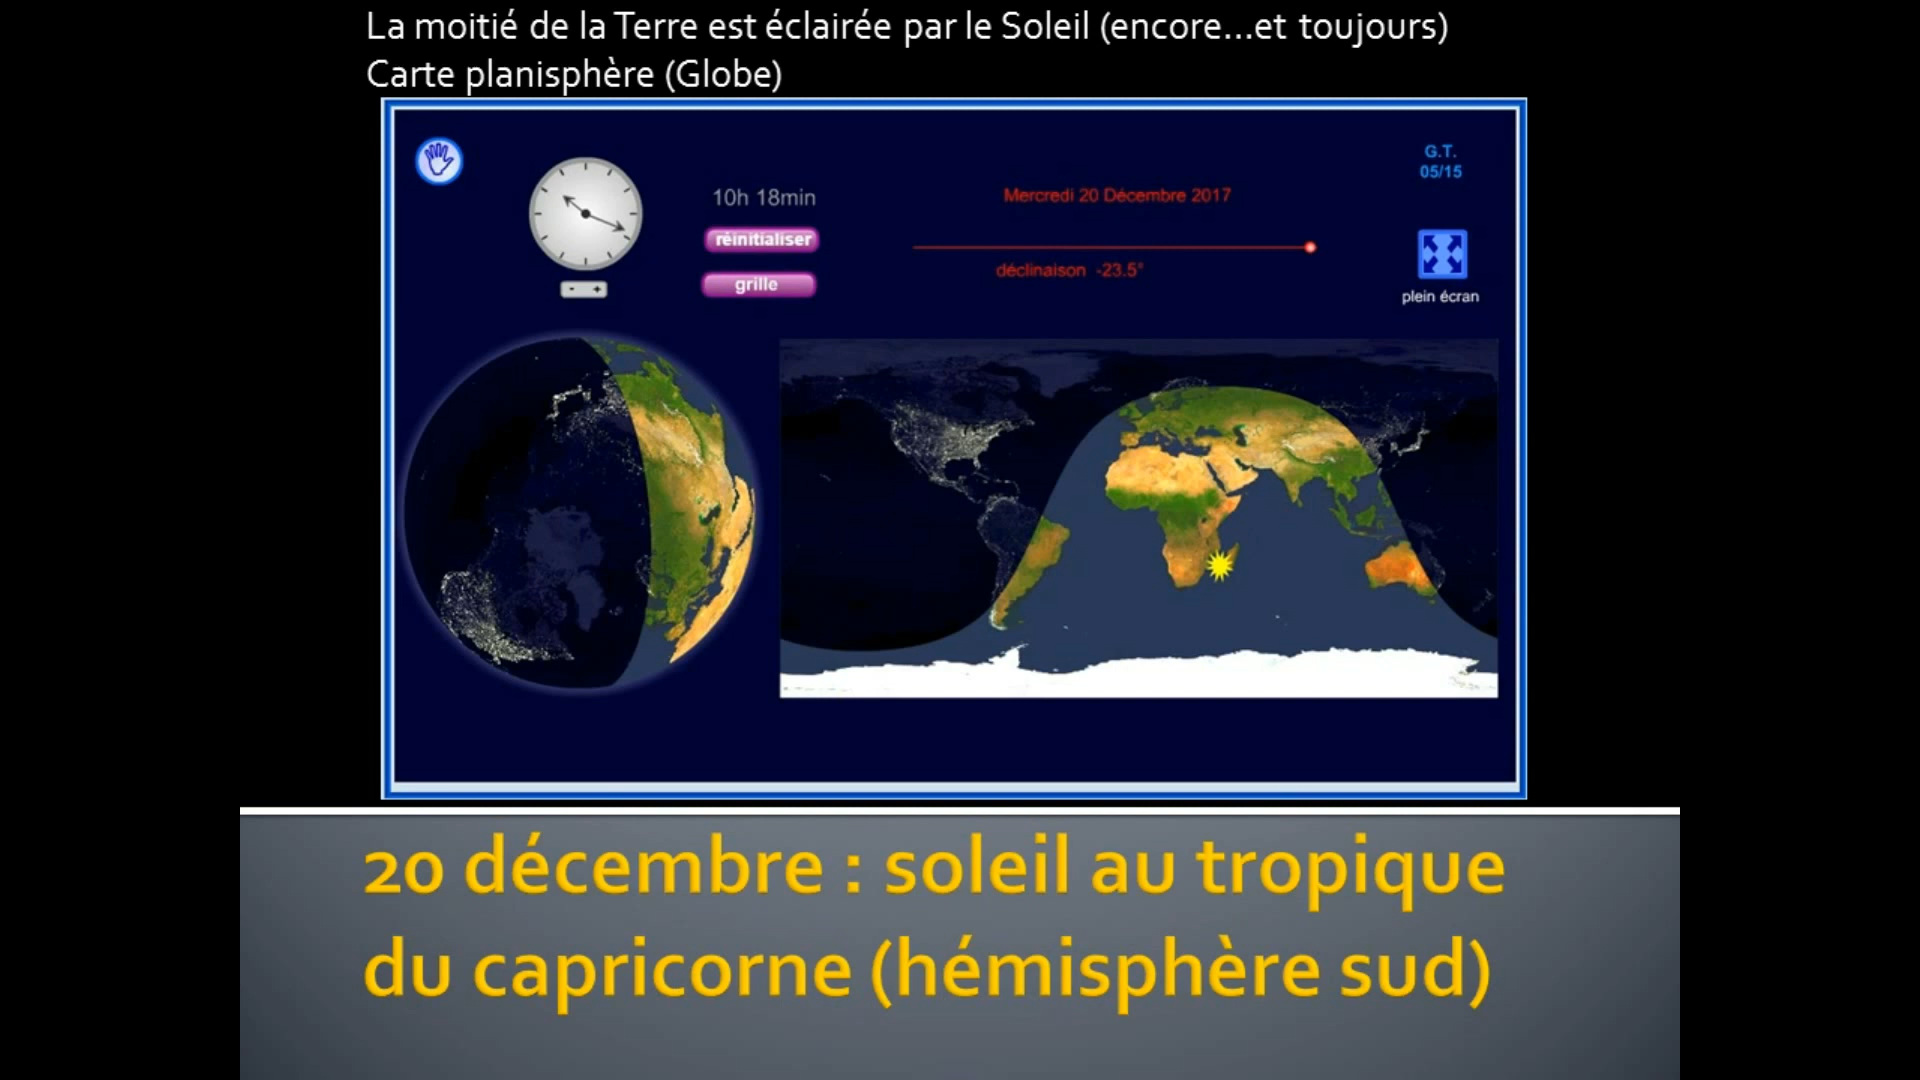 La moitié de la Terre est éclairée par le Soleil (encore...et toujours)
Carte planisphère (Globe)
G.T.
05/15
10h 18min
Mercredi 20 Décembre 2017
réinitialiser
déclinaison -23.5°
grille
- +
plein écran
20 décembre : soleil au tropique
du capricorne (hémisphère sud)